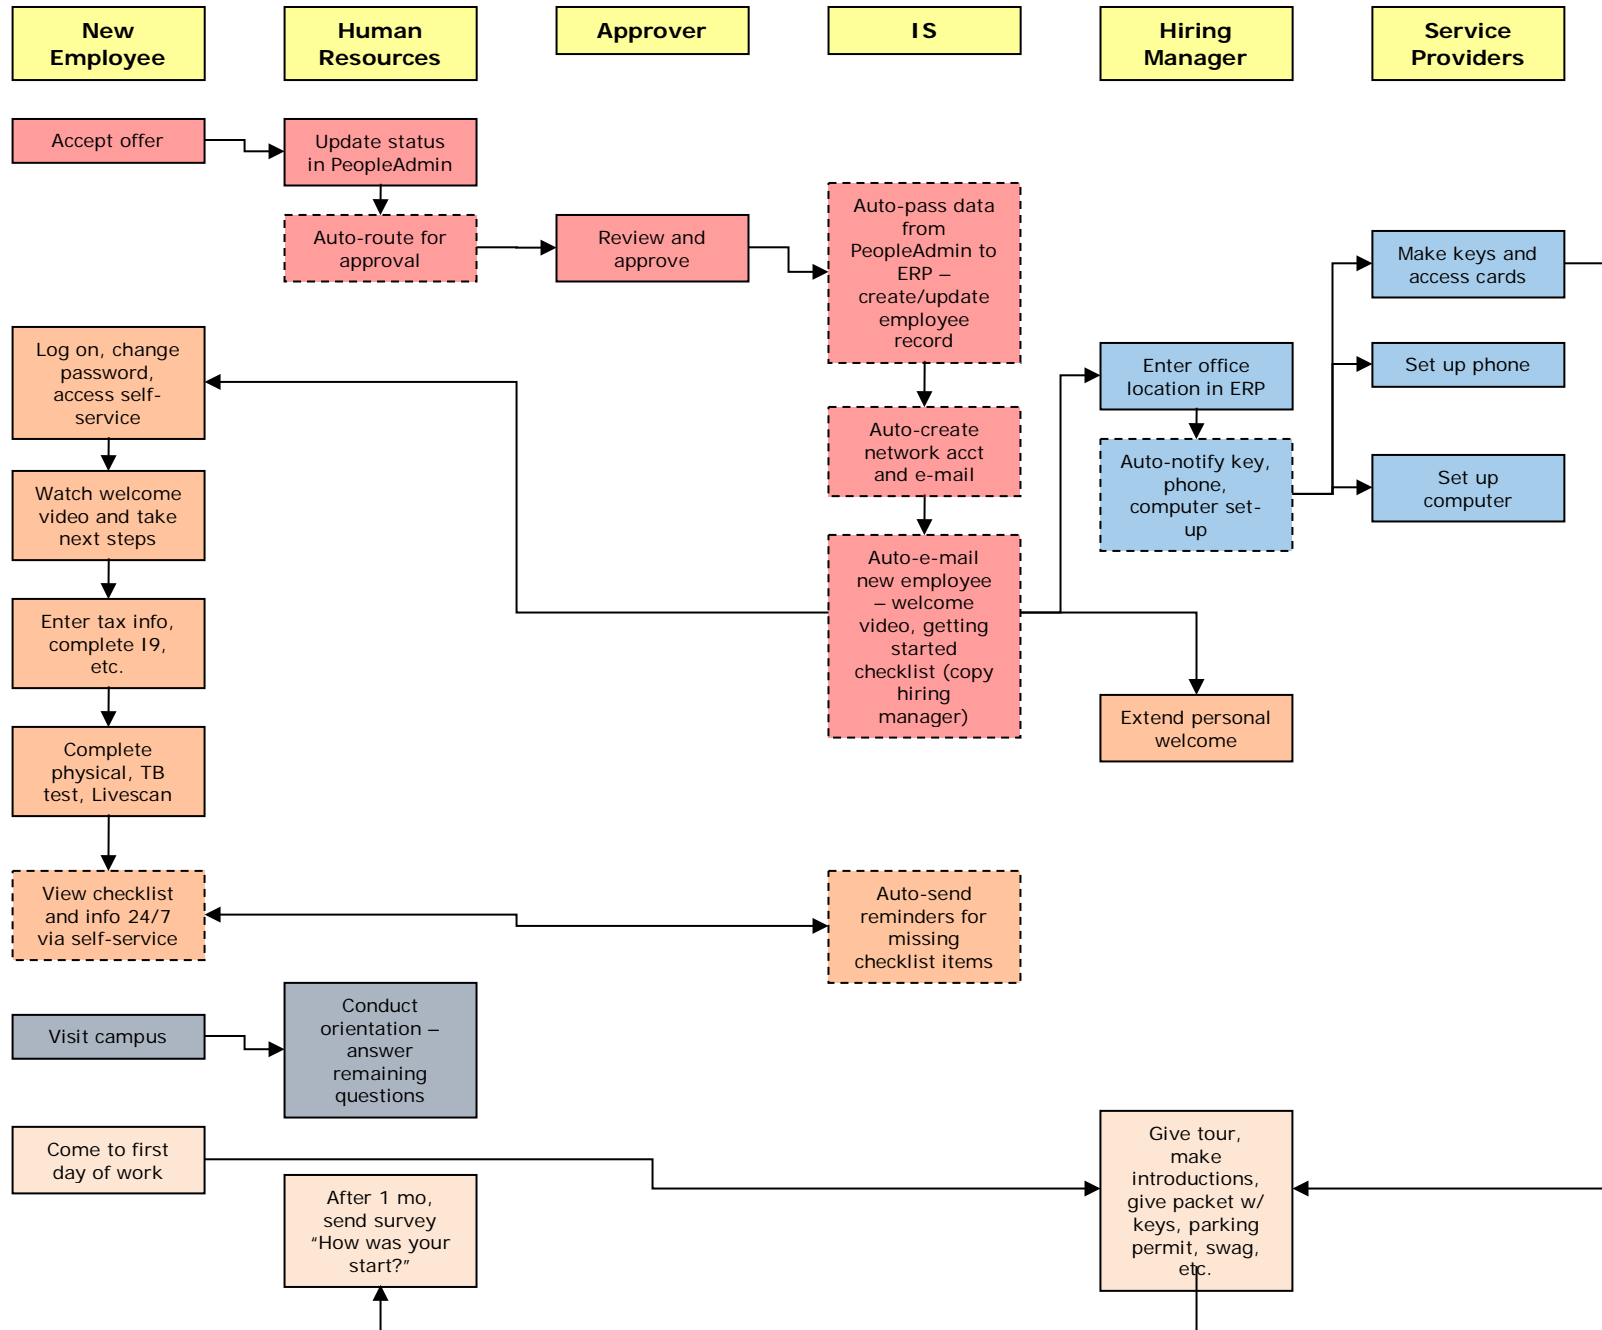 New
Employee
Human
Resources
Approver
IS
Hiring
Manager
Service
Providers
Accept offer
Update status
in PeopleAdmin
Auto-route for
approval
Review and
approve
Auto-pass data
from
PeopleAdmin to
ERP –
create/update
employee
record
Make keys and
access cards
Log on, change
password,
access self-
service
Enter office
location in ERP
Set up phone
Auto-create
network acct
and e-mail
Auto-notify key,
phone,
computer set-
up
Set up
computer
Watch welcome
video and take
next steps
Auto-e-mail
new employee
– welcome
video, getting
started
checklist (copy
hiring
manager)
Enter tax info,
complete I9,
etc.
Extend personal
welcome
Complete
physical, TB
test, Livescan
View checklist
and info 24/7
via self-service
Auto-send
reminders for
missing
checklist items
Visit campus
Conduct
orientation –
answer
remaining
questions
Come to first
day of work
Give tour,
make
introductions,
give packet w/
keys, parking
permit, swag,
etc.
After 1 mo,
send survey
“How was your
start?”